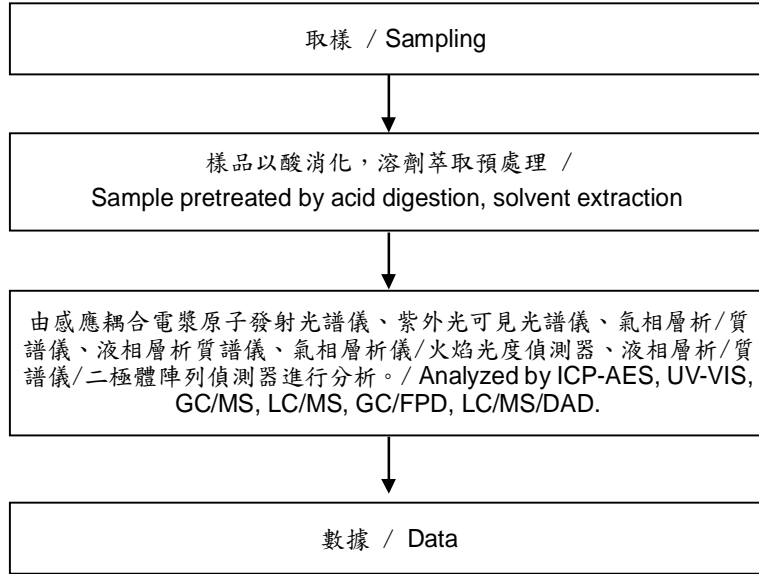 取樣 / Sampling
樣品以酸消化，溶劑萃取預處理 /
Sample pretreated by acid digestion, solvent extraction
由感應耦合電漿原子發射光譜儀、紫外光可見光譜儀、氣相層析/質
譜儀、液相層析質譜儀、氣相層析儀/火焰光度偵測器、液相層析/質
譜儀/二極體陣列偵測器進行分析。/ Analyzed by ICP-AES, UV-VIS,
GC/MS, LC/MS, GC/FPD, LC/MS/DAD.
數據 / Data